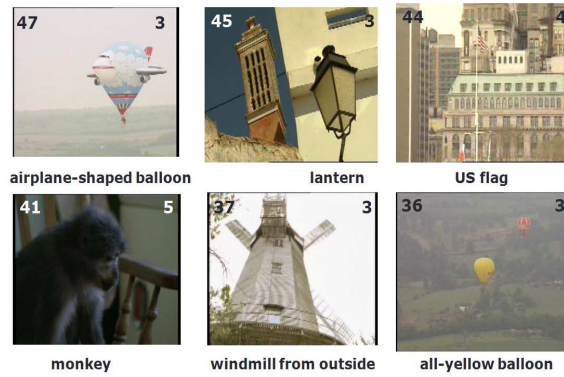 47 3
45 3
44 4
airplane-shaped balloon
lantern
US flag
41 5
37 3
36 3
monkey
windmill from outside
all-yellow balloon